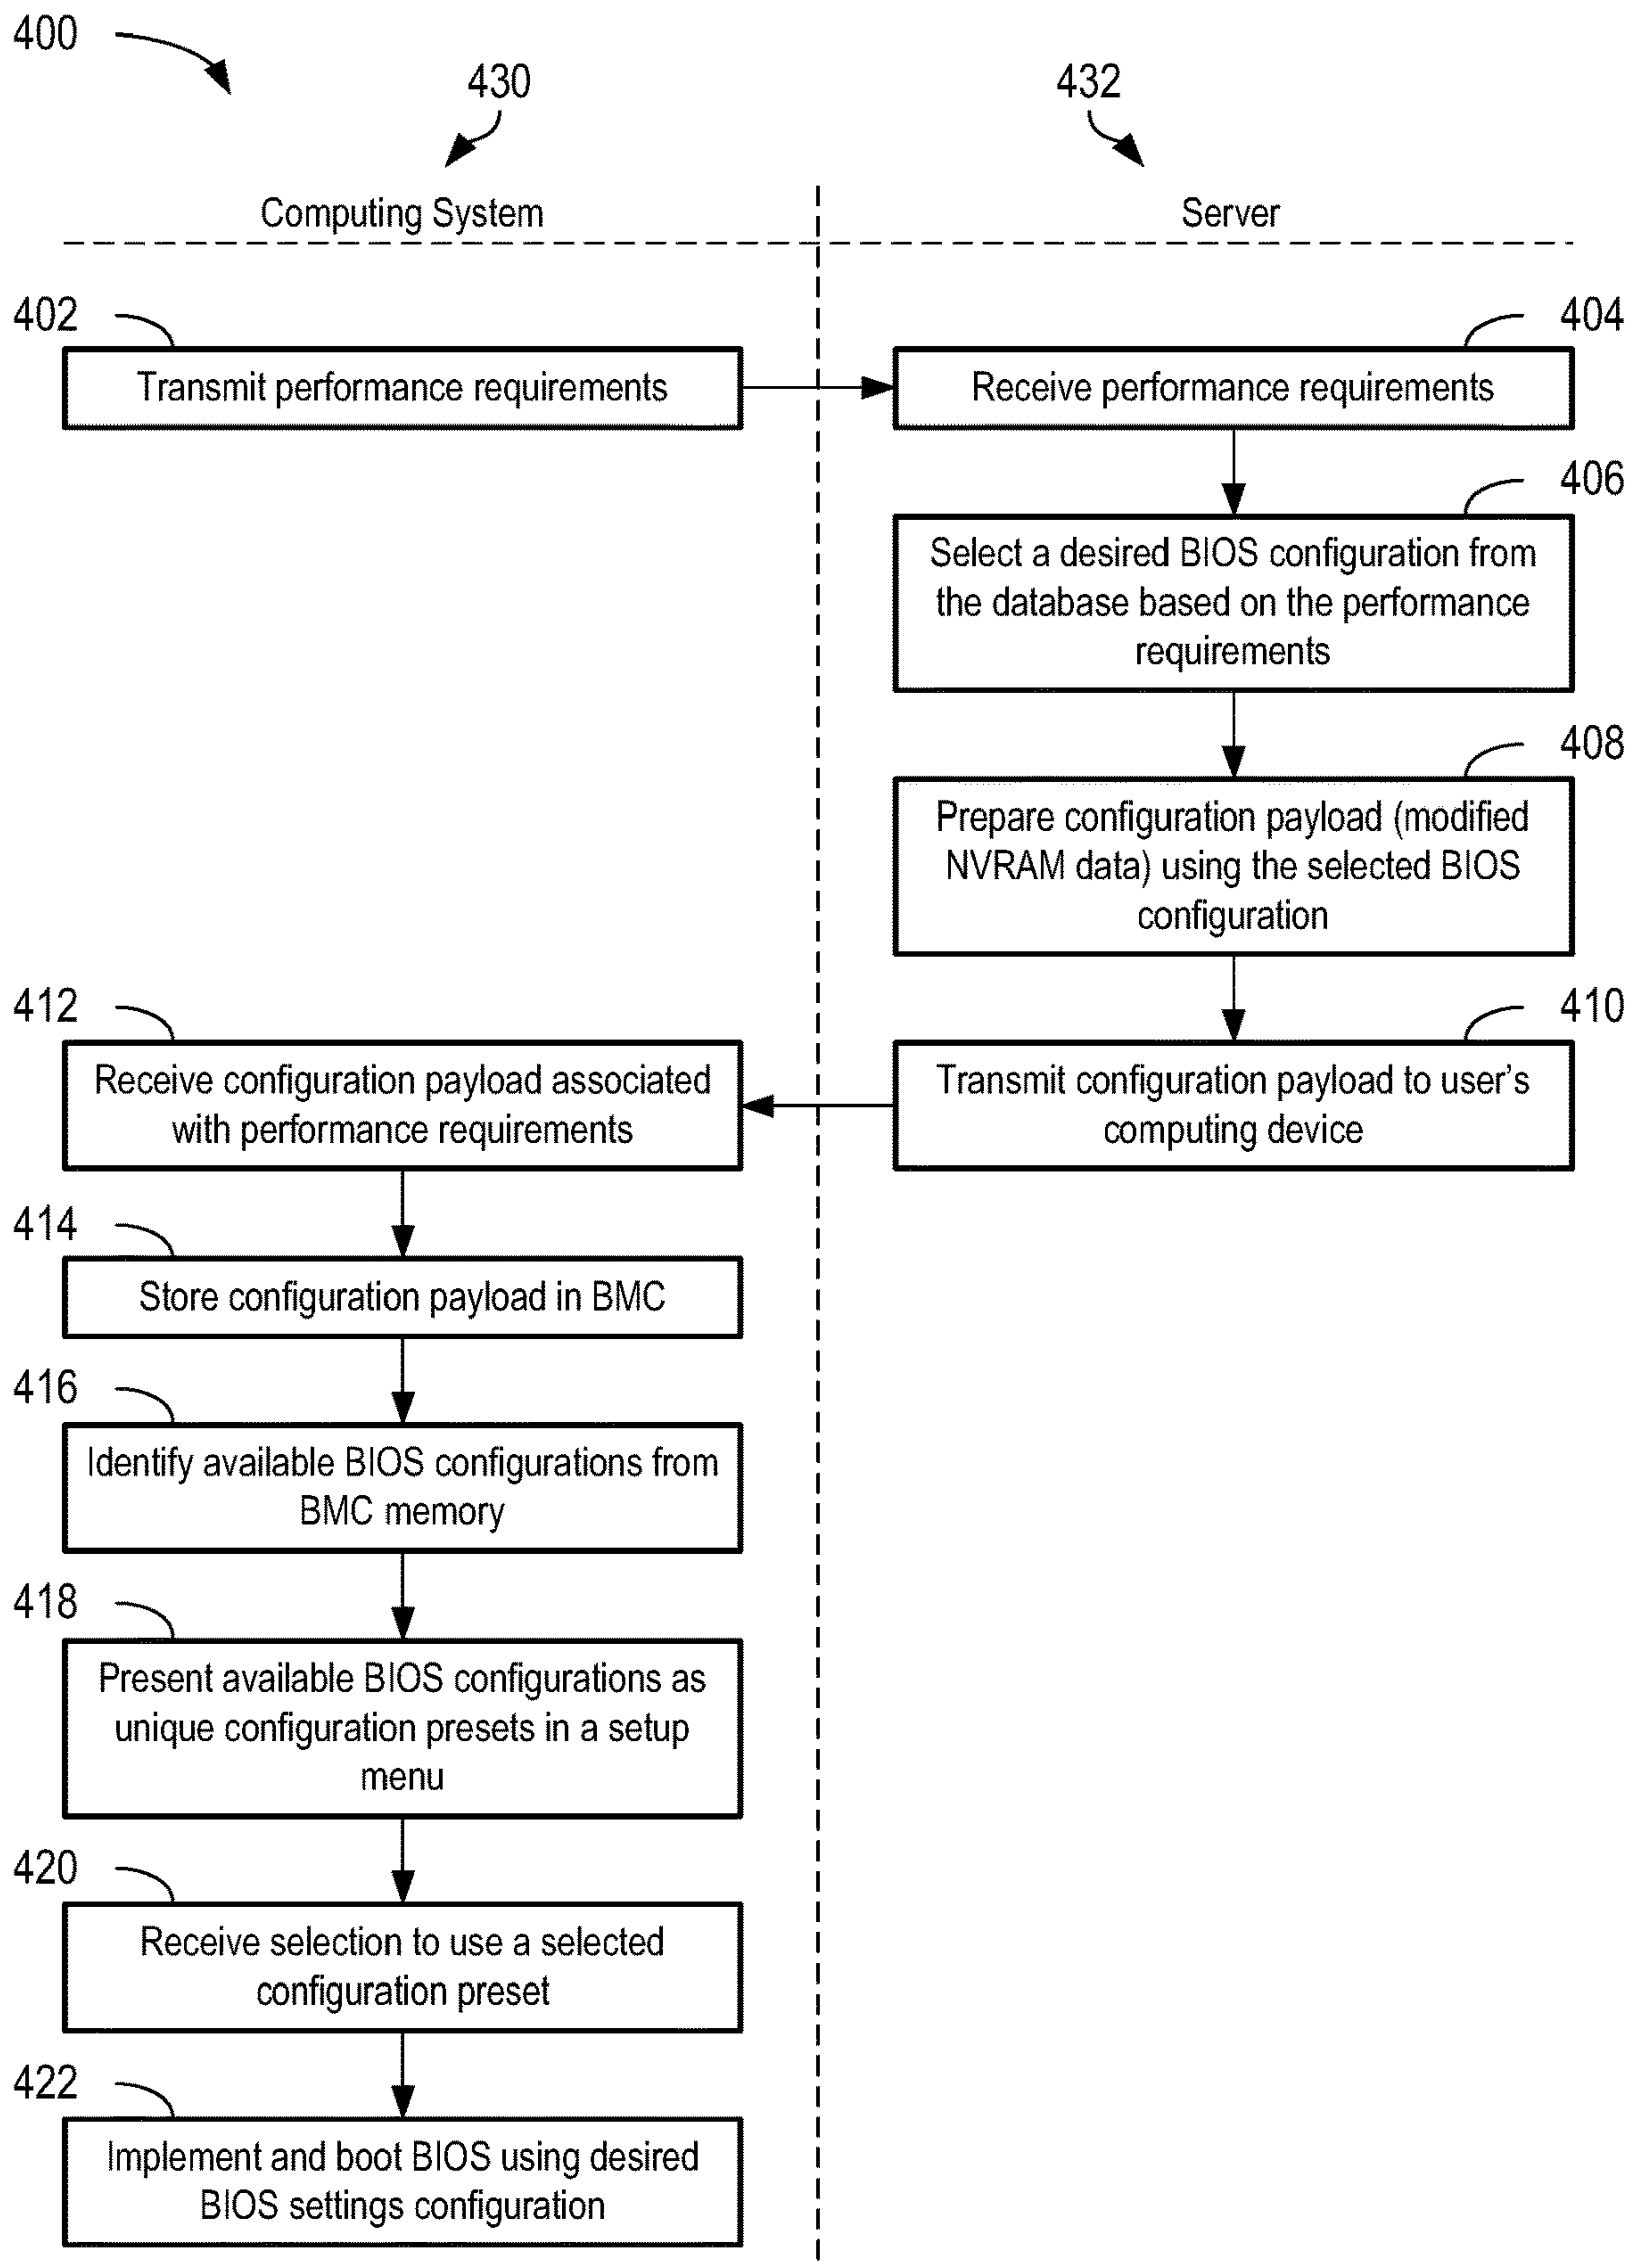 400
430
432
Computing System
Server
402
404
Transmit performance requirements
Receive performance requirements
406
Select a desired BIOS configuration from
the database based on the performance
requirements
408
Prepare configuration payload (modified
NVRAM data) using the selected BIOS
configuration
412
410
Receive configuration payload associated
with performance requirements
Transmit configuration payload to user's
computing device
414
Store configuration payload in BMC
416
Identify available BIOS configurations from
BMC memory
418
Present available BIOS configurations as
unique configuration presets in a setup
menu
420
Receive selection to use a selected
configuration preset
422
Implement and boot BIOS using desired
BIOS settings configuration